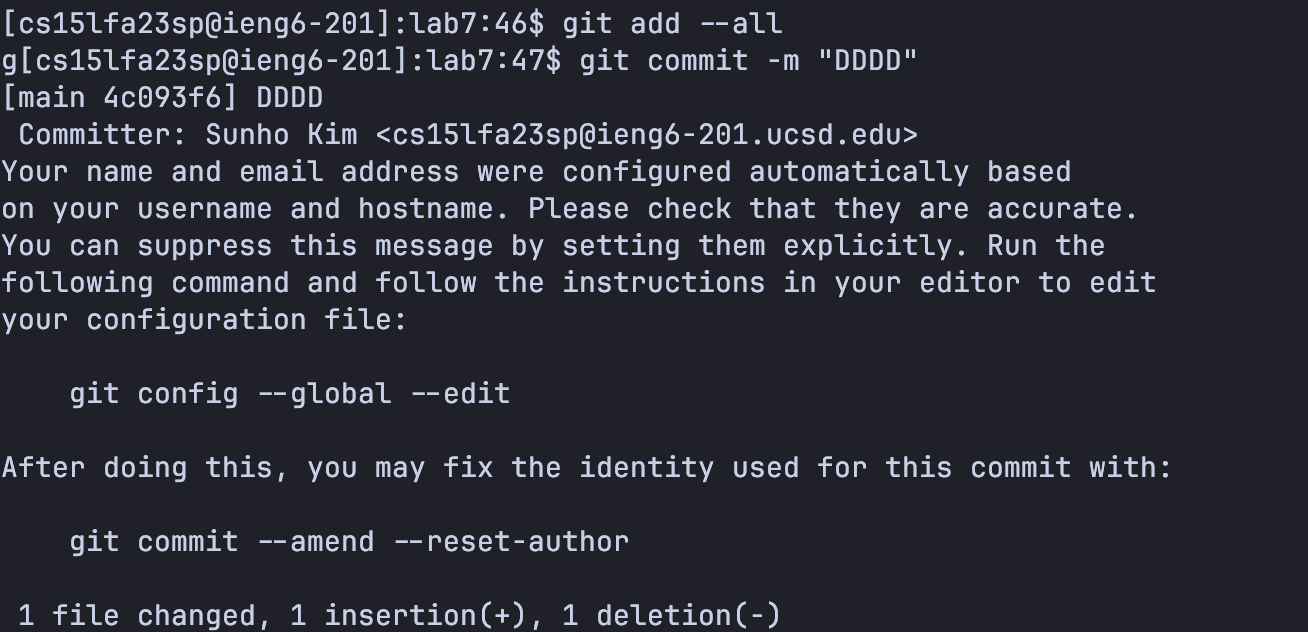 [cs15lfa23sp@ieng6-201]:lab7:46$ git add --all
g[cs15lfa23sp@ieng6-201]:lab7:47$ git commit -m "DDDD"
[main 4c093f6] DDDD
 Committer: Sunho Kim <cs15lfa23sp@ieng6-201.ucsd.edu>
Your name and email address were configured automatically based
on your username and hostname. Please check that they are accurate.
You can suppress this message by setting them explicitly. Run the
following command and follow the instructions in your editor to edit
your configuration file:

    git config --global --edit

After doing this, you may fix the identity used for this commit with:

    git commit --amend --reset-author

 1 file changed, 1 insertion(+), 1 deletion(-)